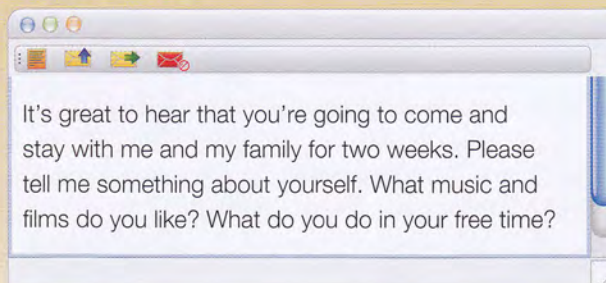 It's great to hear that you're going to come and
stay with me and my family for two weeks. Please
tell me something about yourself. What music and
films do you like? What do you do in your free time?